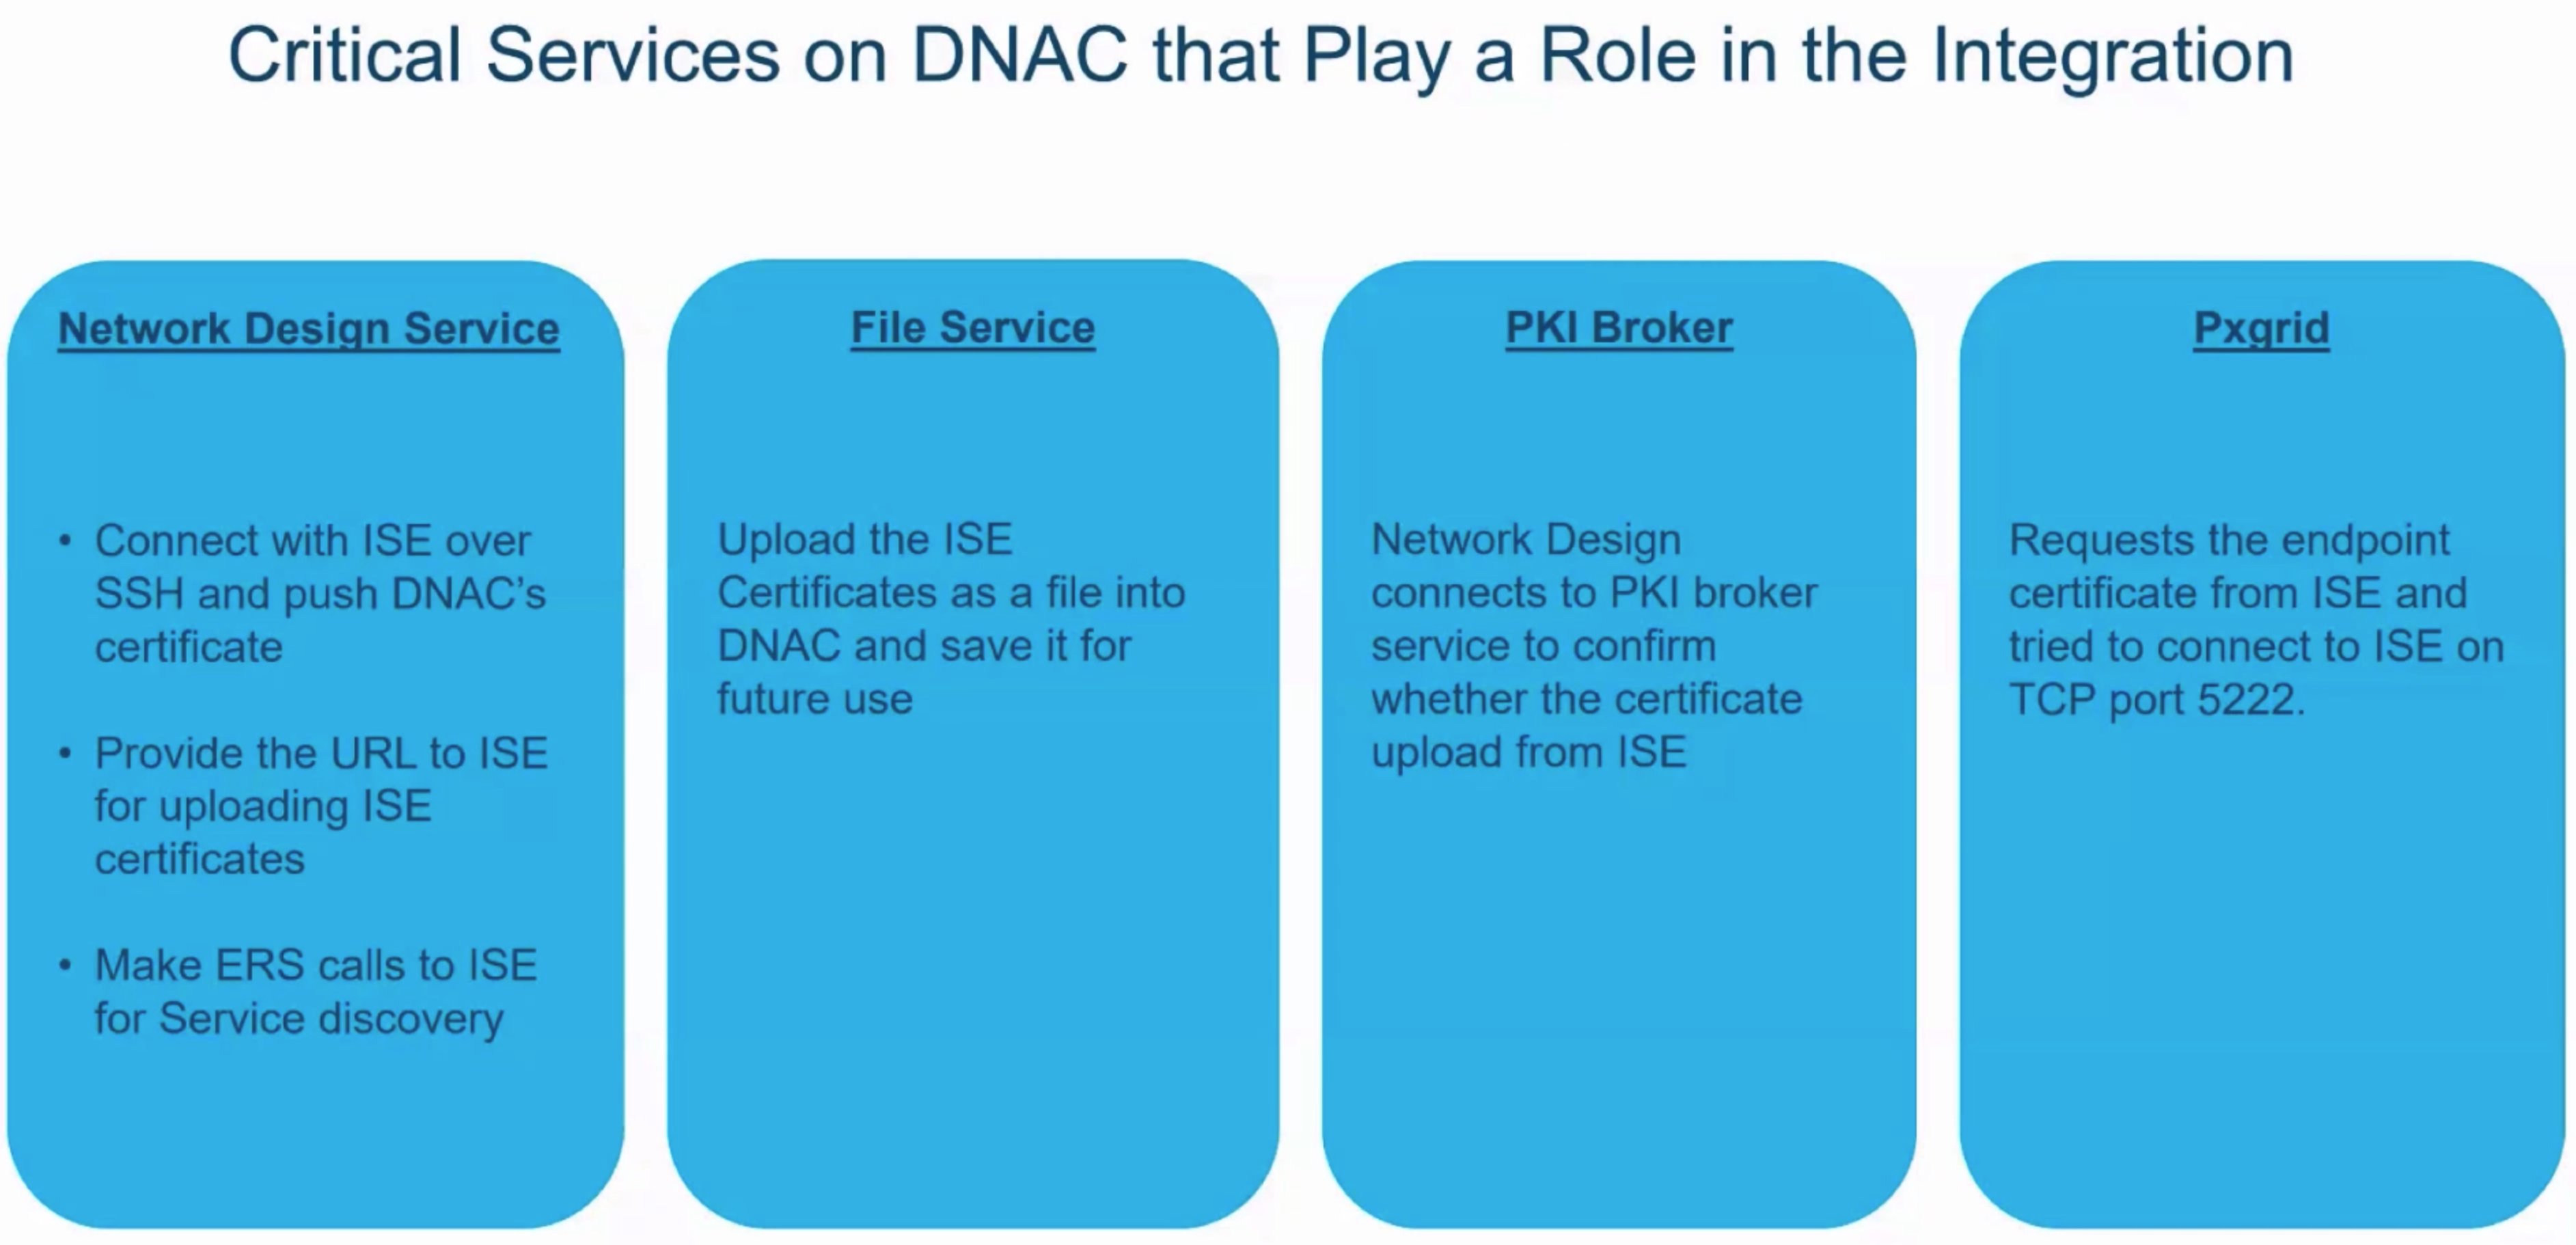 Critical Services on DNAC that Play a Role in the Integration
Network Design Service
• Connect with ISE over
SSH and push DNAC’s
certificate
• Provide the URL to ISE
for uploading ISE
certificates
• Make ERS calls to ISE
for Service discovery
File Service
Upload the ISE
Certificates as a file into
DNAC and save it for
future use
PKI Broker
Network Design
connects to PKI broker
service to confirm
whether the certificate
upload from ISE
Pxgrid
Requests the endpoint
certificate from ISE and
tried to connect to ISE on
TCP port 5222.